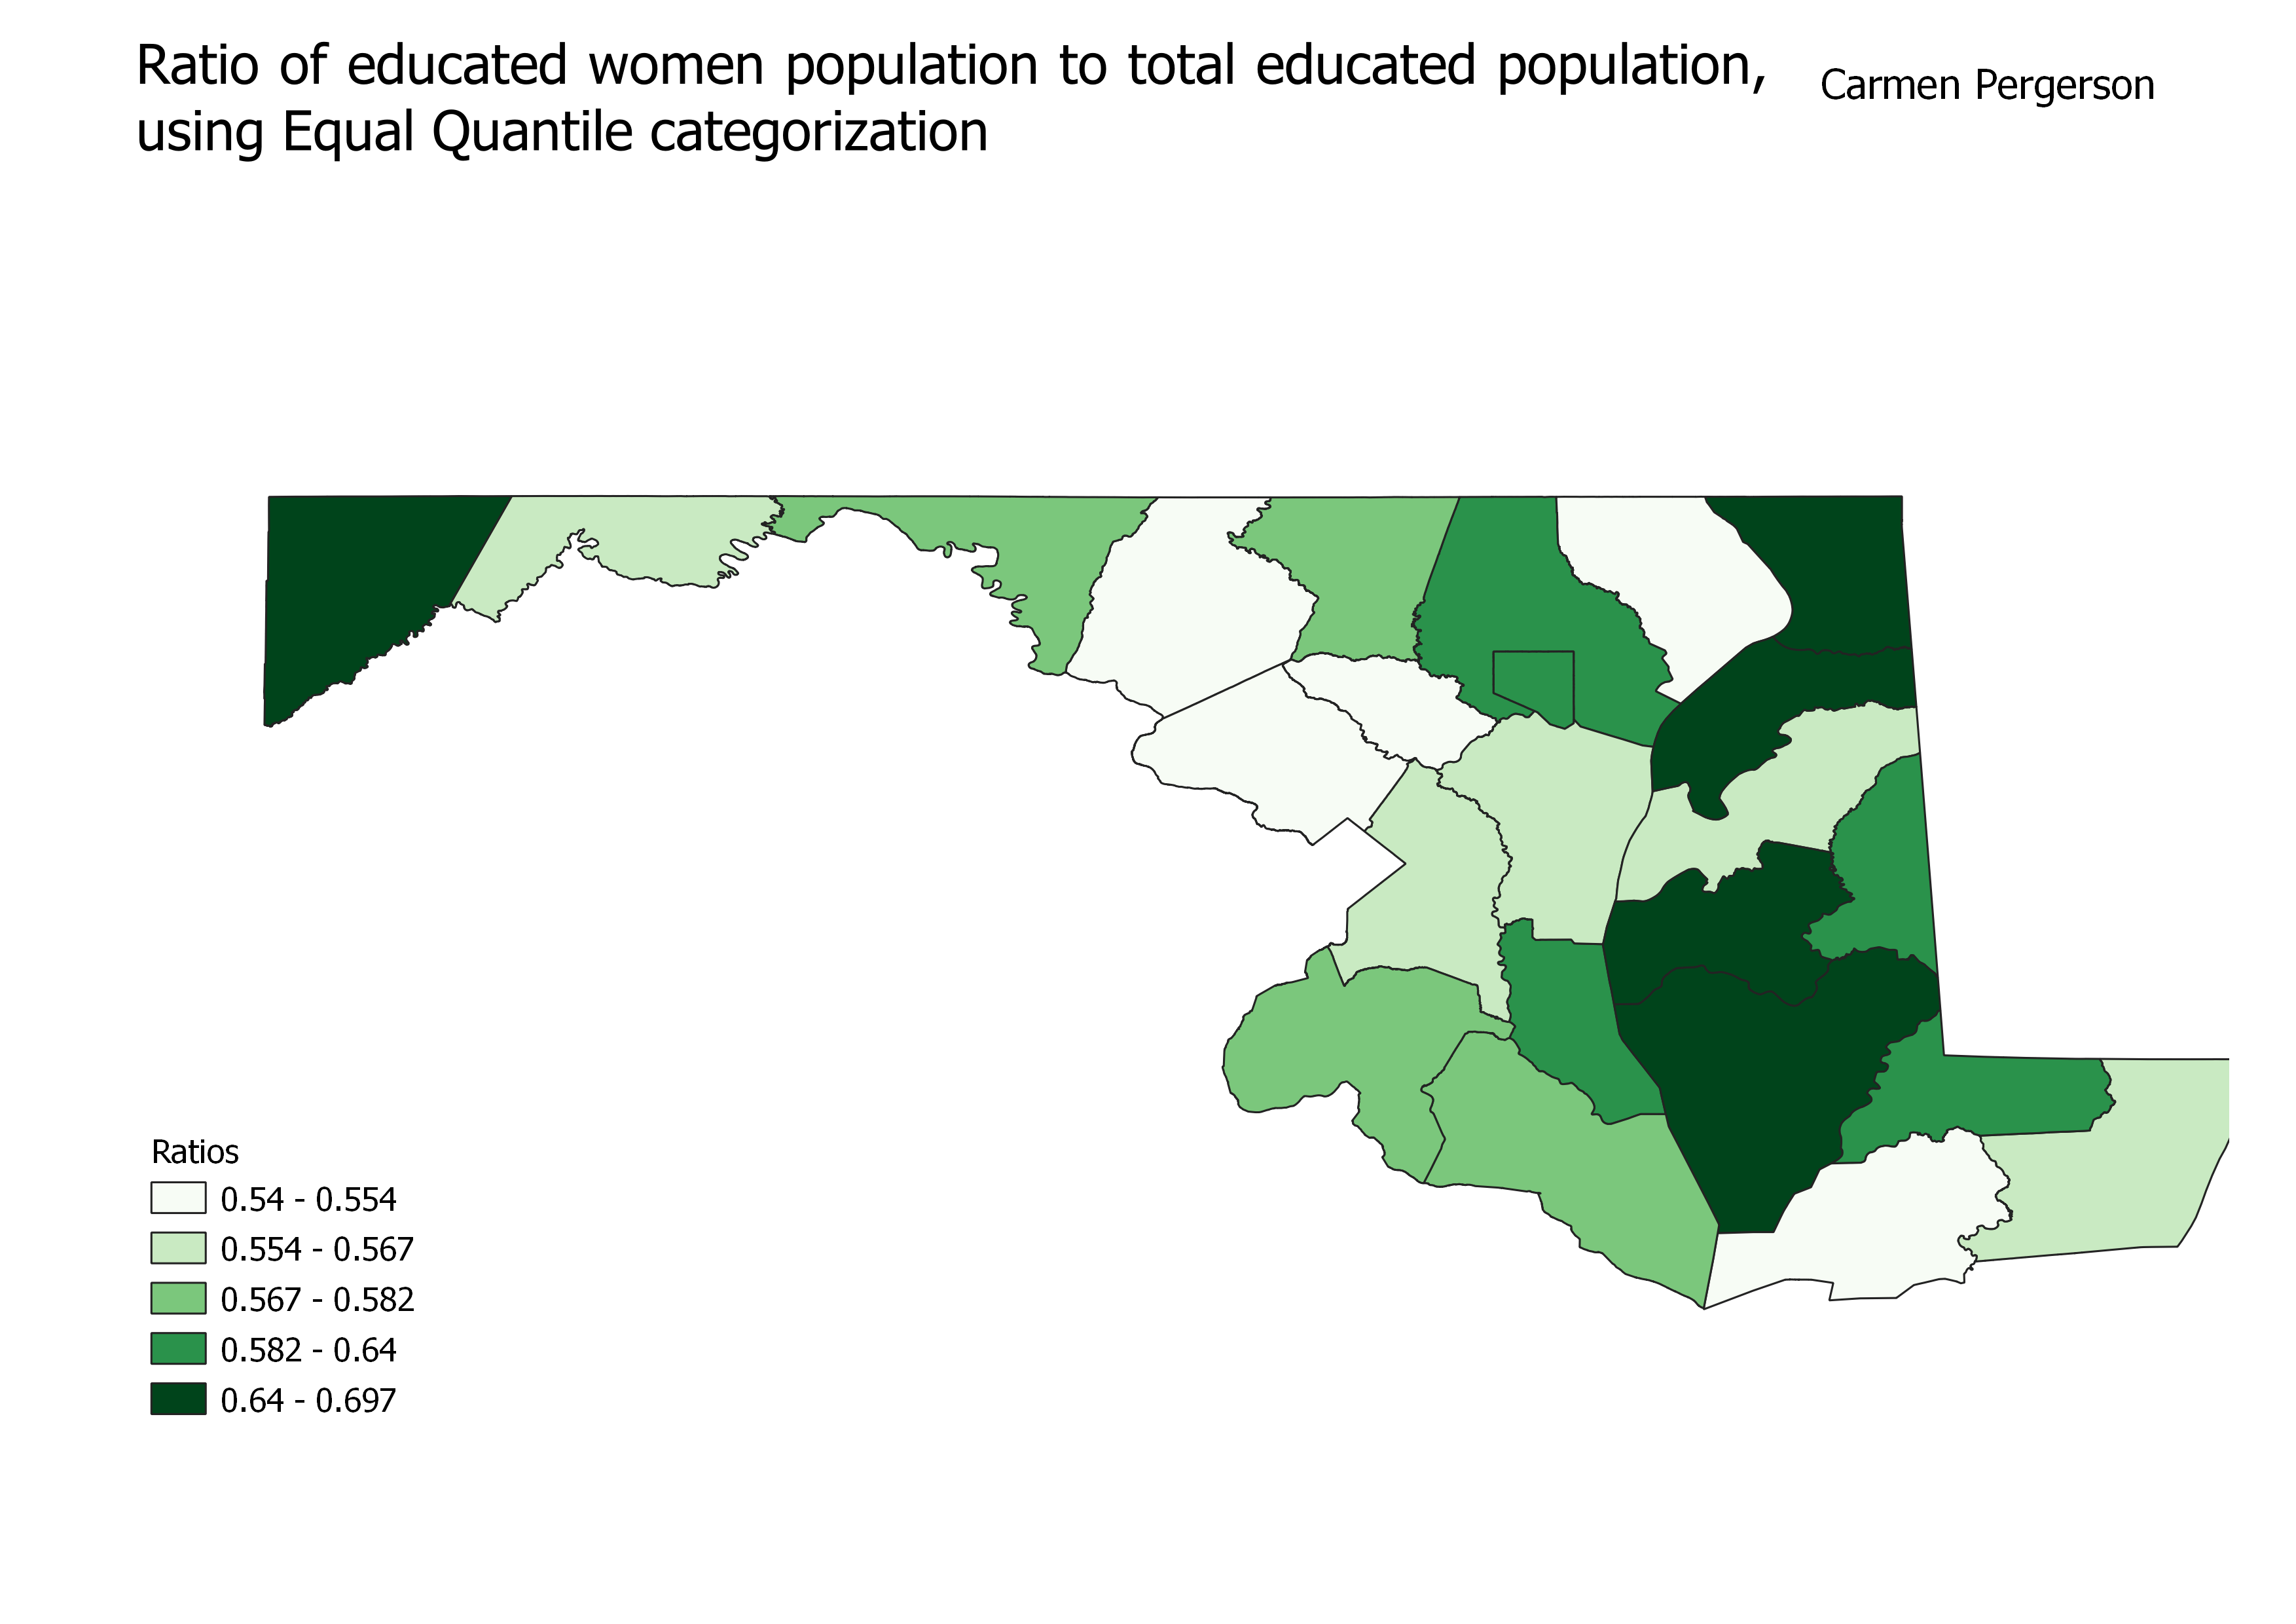 Ratio of educated women population to total educated population,
using Equal Quantile categorization
Carmen Pergerson
Ratios
0.54 - 0.554
0.554 - 0.567
0.567 - 0.582
0.582 - 0.64
0.64 - 0.697